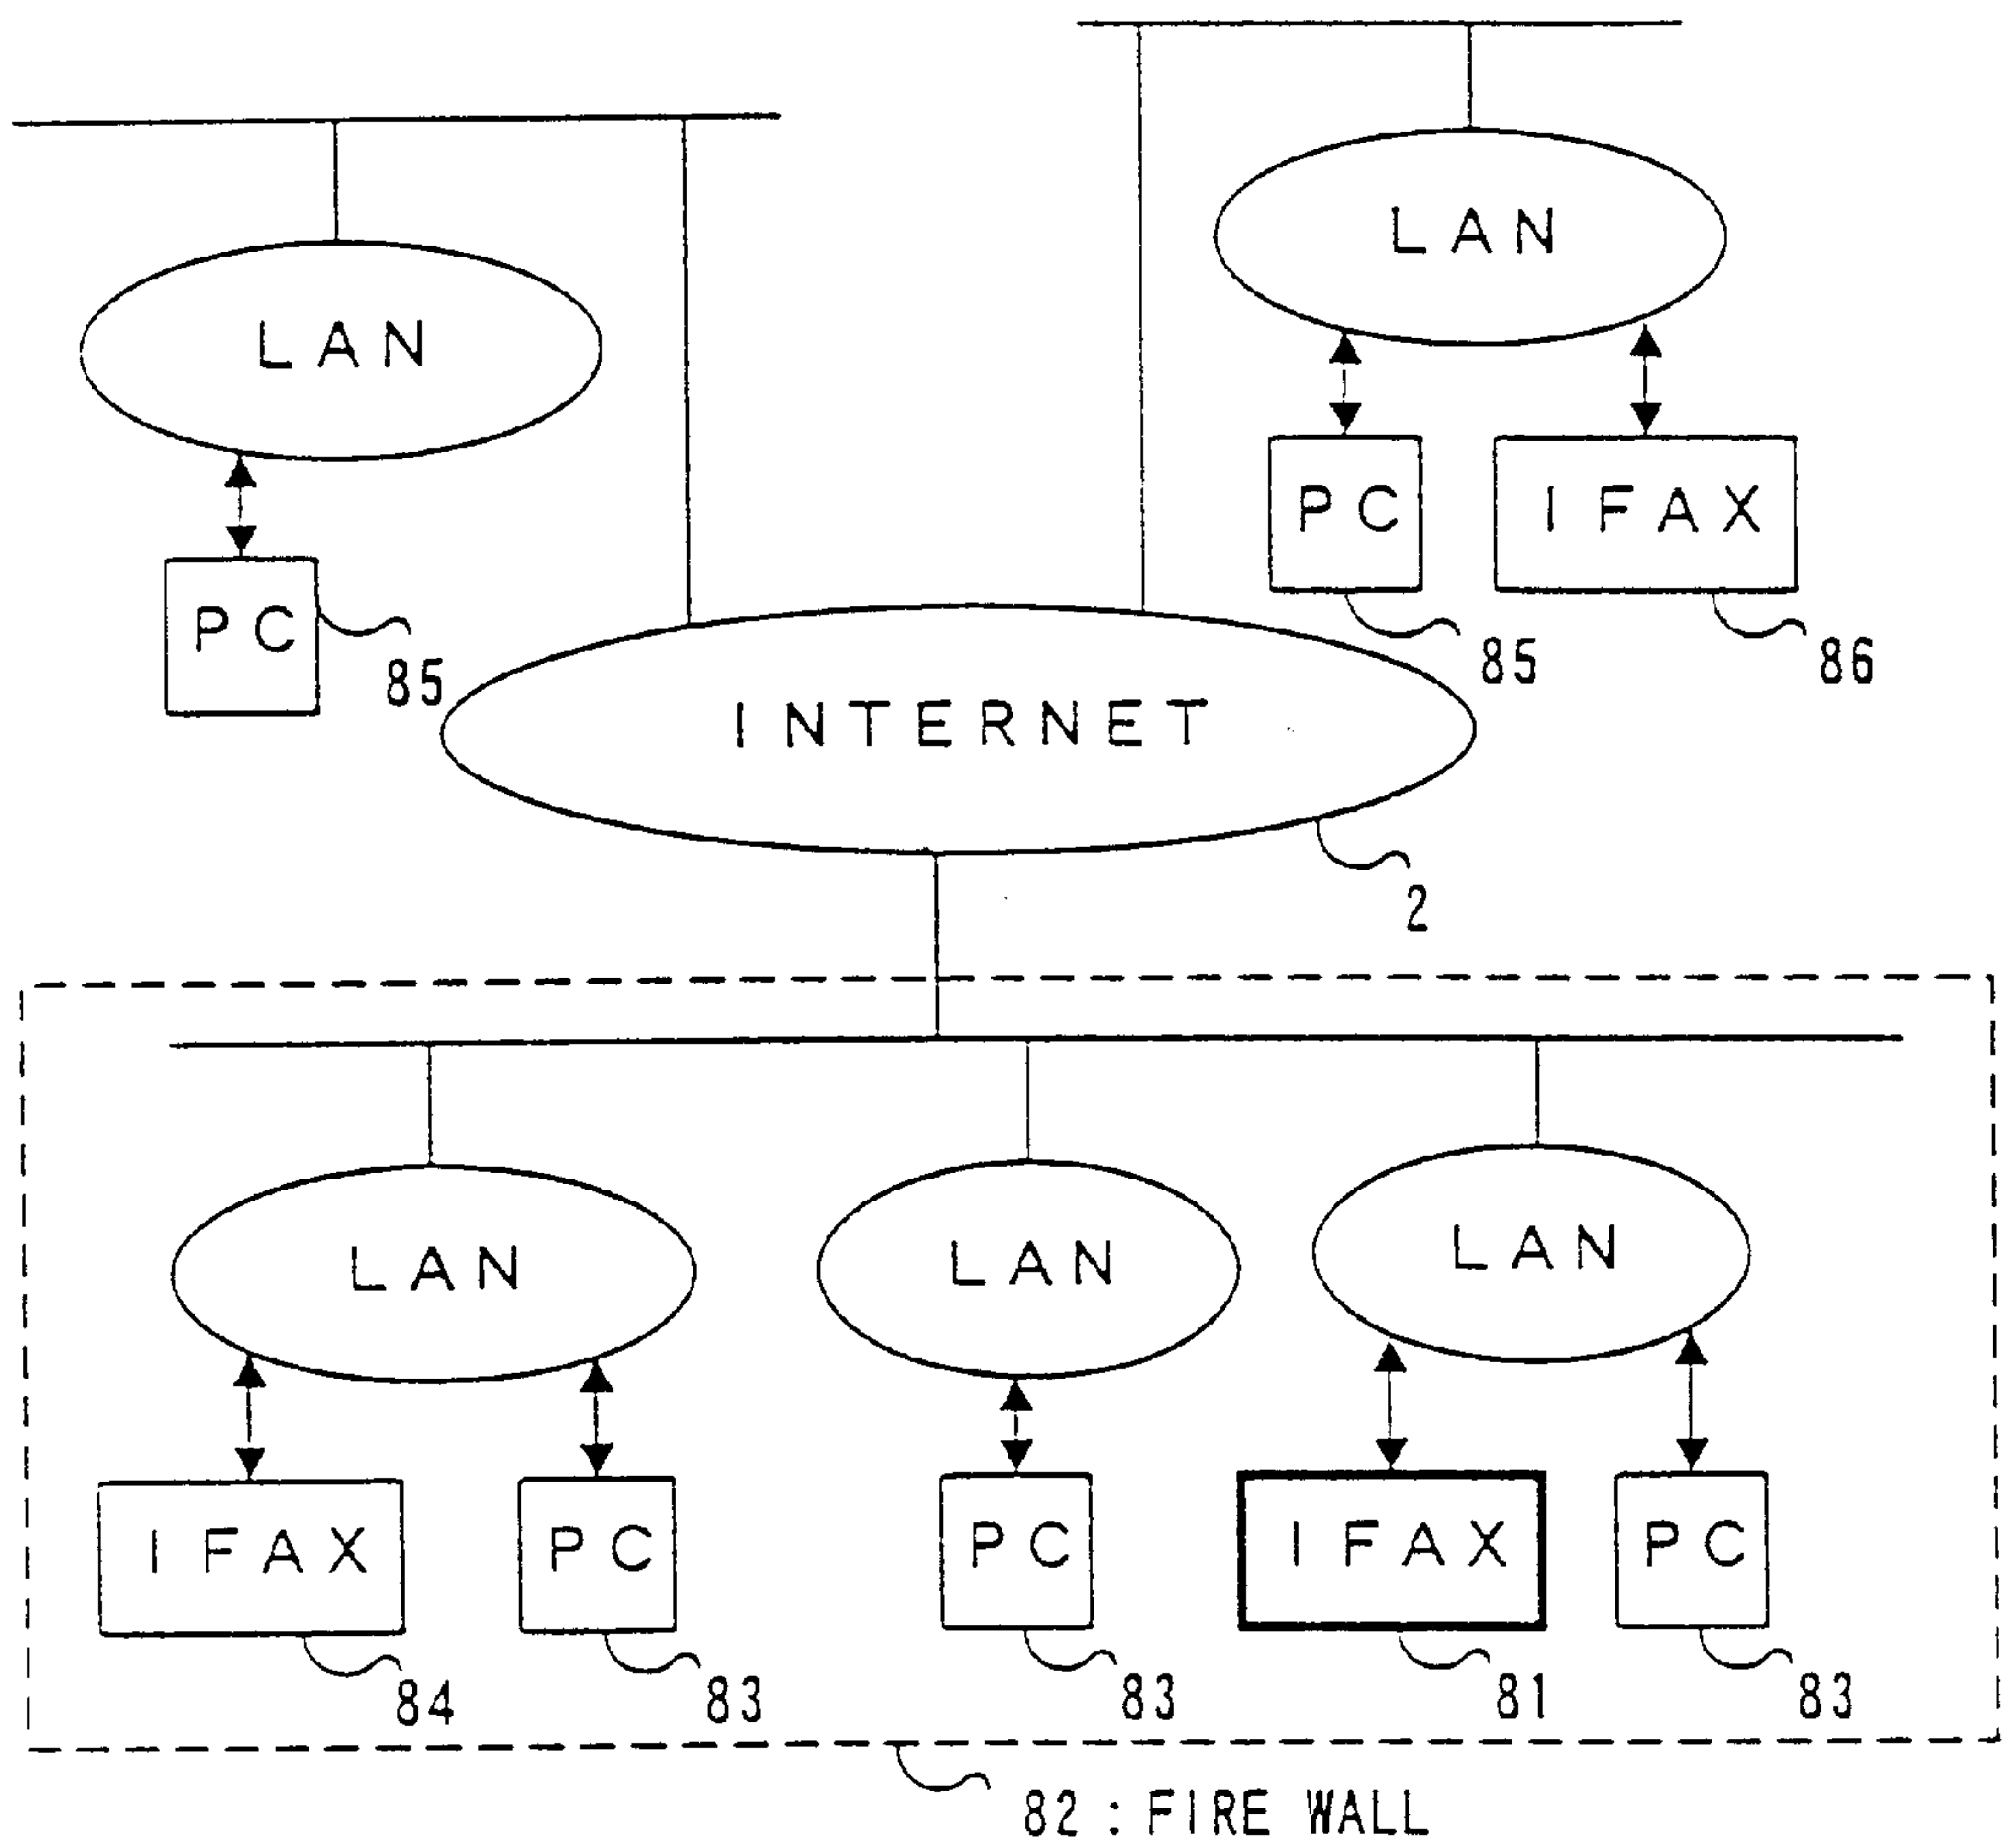 LAN
LAN
PC
IFAX
PC
85
85
86
INTERNET
2
LAN
LAN
LAN
IFAX
PC
PC
IFAX
PC
84
83
83
81
83
82 : FIRE WALL